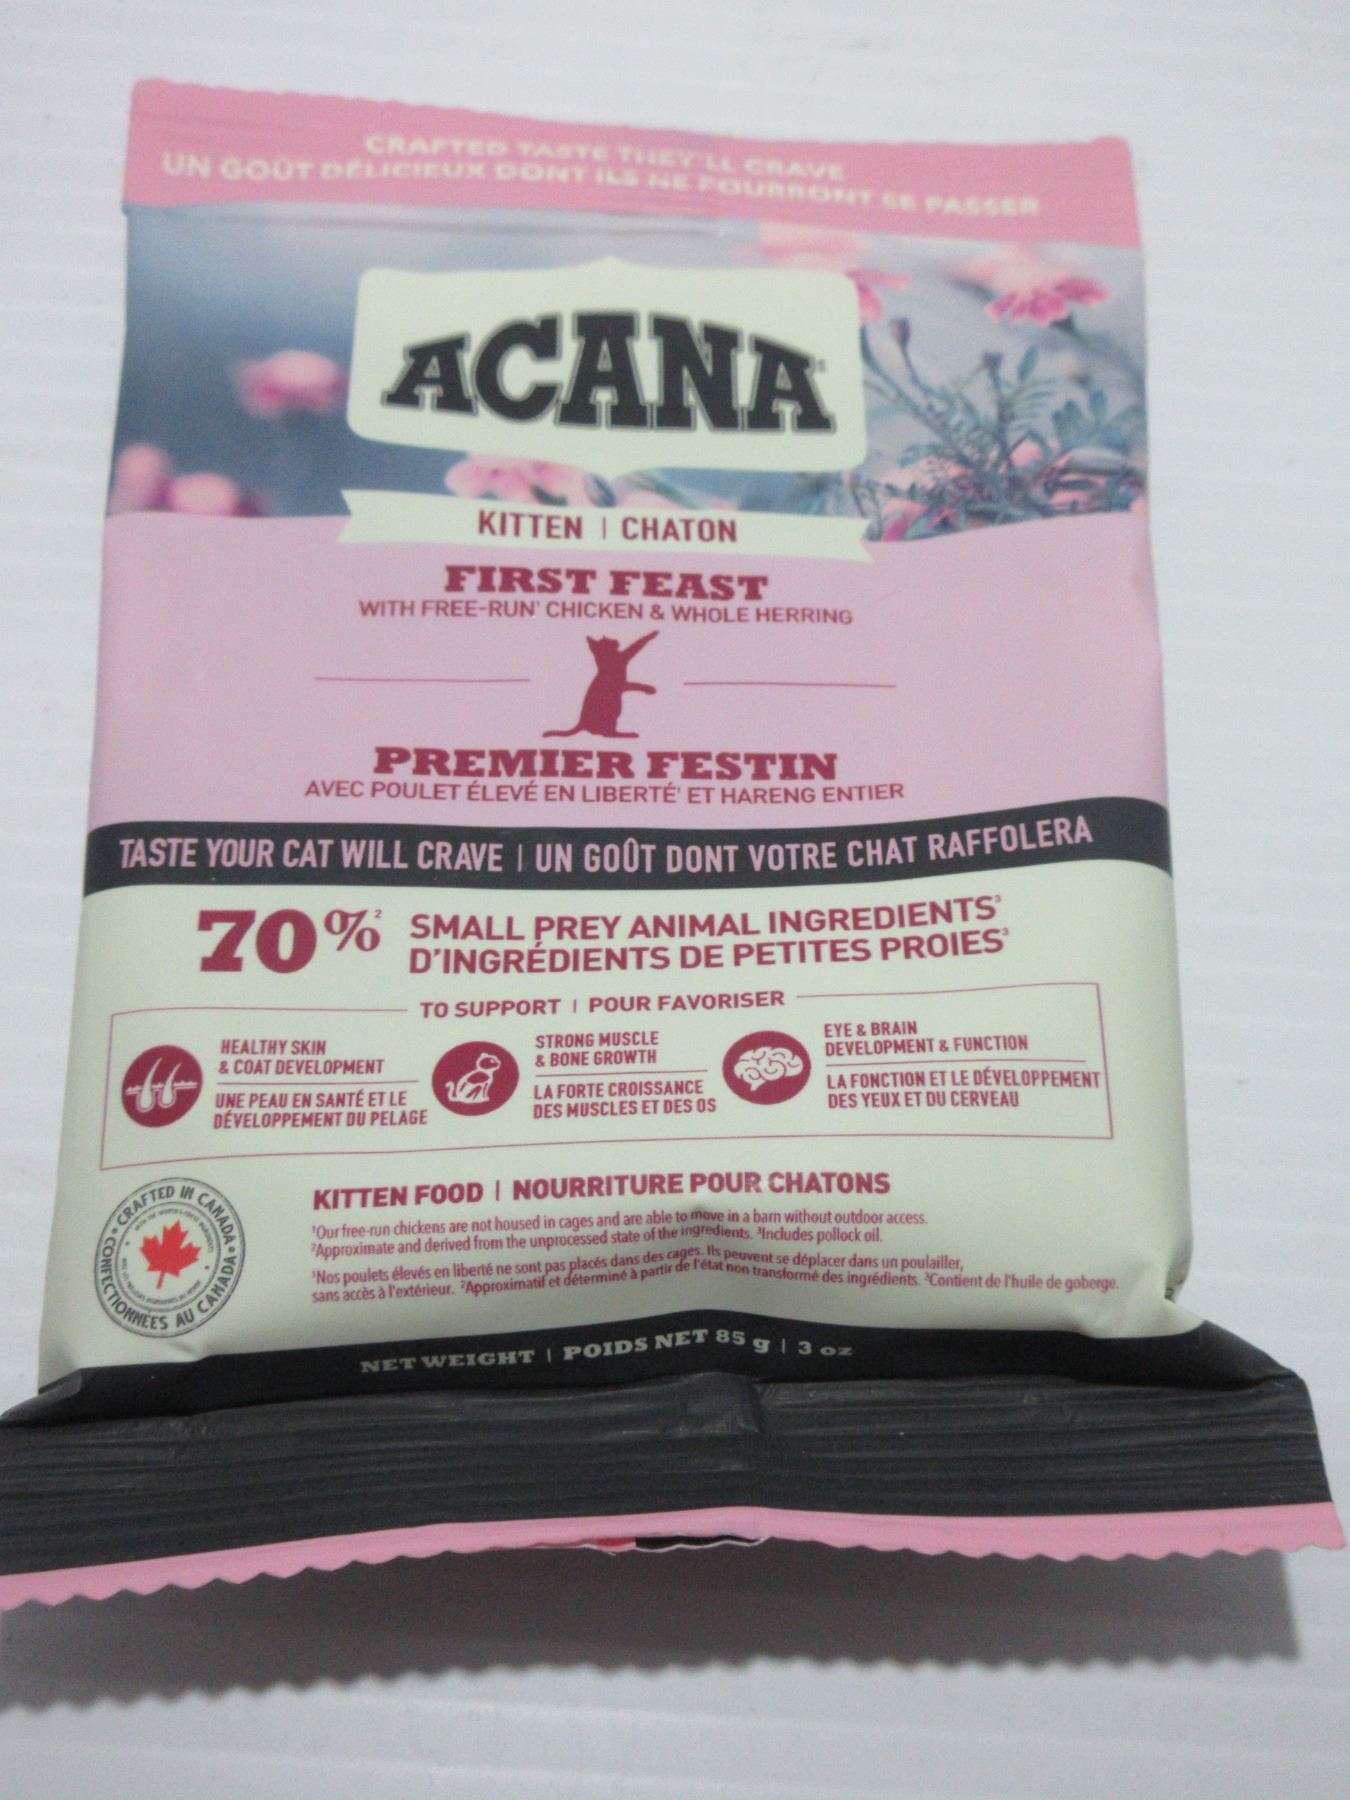 CRAFTED TASTE THEY'LL CRAVE
UN GOÛT DÉLICIEUX DONT ILS NE POURRONT SE PASSER
ACANA
KITTEN | CHATON
FIRST FEAST
WITH FREE-RUN¹ CHICKEN & WHOLE HERRING
PREMIER FESTIN
AVEC POULET ÉLEVÉ EN LIBERTÉ¹ ET HARENG ENTIER
TASTE YOUR CAT WILL CRAVE | UN GOÛT DONT VOTRE CHAT RAFFOLERA
70%² SMALL PREY ANIMAL INGREDIENTS³
D'INGRÉDIENTS DE PETITES PROIES³
TO SUPPORT | POUR FAVORISER
HEALTHY SKIN
& COAT DEVELOPMENT
UNE PEAU EN SANTÉ ET LE
DÉVELOPPEMENT DU PELAGE
STRONG MUSCLE
& BONE GROWTH
LA FORTE CROISSANCE
DES MUSCLES ET DES OS
EYE & BRAIN
DEVELOPMENT & FUNCTION
LA FONCTION ET LE DÉVELOPPEMENT
DES YEUX ET DU CERVEAU
CRAFTED IN CANADA
CONFECTIONNÉES AU CANADA
KITTEN FOOD | NOURRITURE POUR CHATONS
¹Our free-run chickens are not housed in cages and are able to move in a barn without outdoor access.
²Approximate and derived from the unprocessed state of the ingredients. ³Includes pollock oil.
¹Nos poulets élevés en liberté ne sont pas placés dans des cages. Ils peuvent se déplacer dans un poulailler,
sans accès à l'extérieur. ²Approximatif et déterminé à partir de l'état non transformé des ingrédients. ³Contient de l'huile de goberge.
NET WEIGHT | POIDS NET 85 g | 3 oz